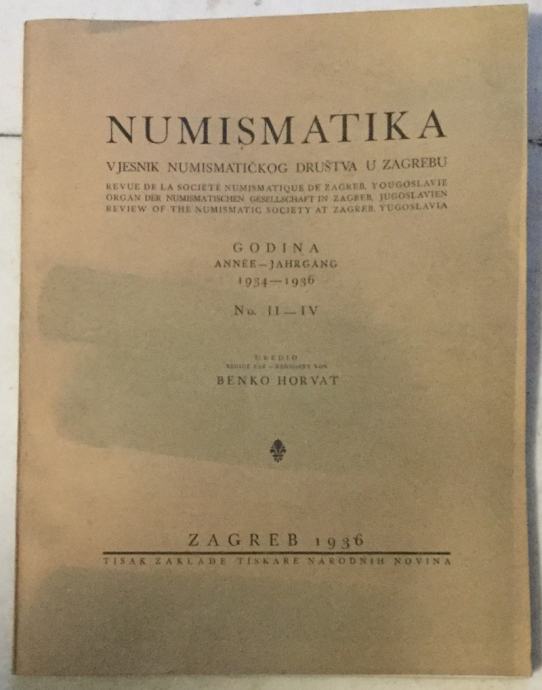 NUMISMATIKA
VJESNIK NUMISMATIČKOG DRUŠTVA U ZAGREBU
REVUE DE LA SOCIÉTÉ NUMISMATIQUE DE ZAGREB, YOUGOSLAVIE
ORGAN DER NUMISMATISCHEN GESELLSCHAFT IN ZAGREB, JUGOSLAVIEN
REVIEW OF THE NUMISMATIC SOCIETY AT ZAGREB, YUGOSLAVIA
GODINA
ANNÉE—JAHRGANG
1934—1936
No. II—IV
UREDIO
BENKO HORVAT
ZAGREB 1936
TISAK ZAKLADE TISKARE NARODNIH NOVINA